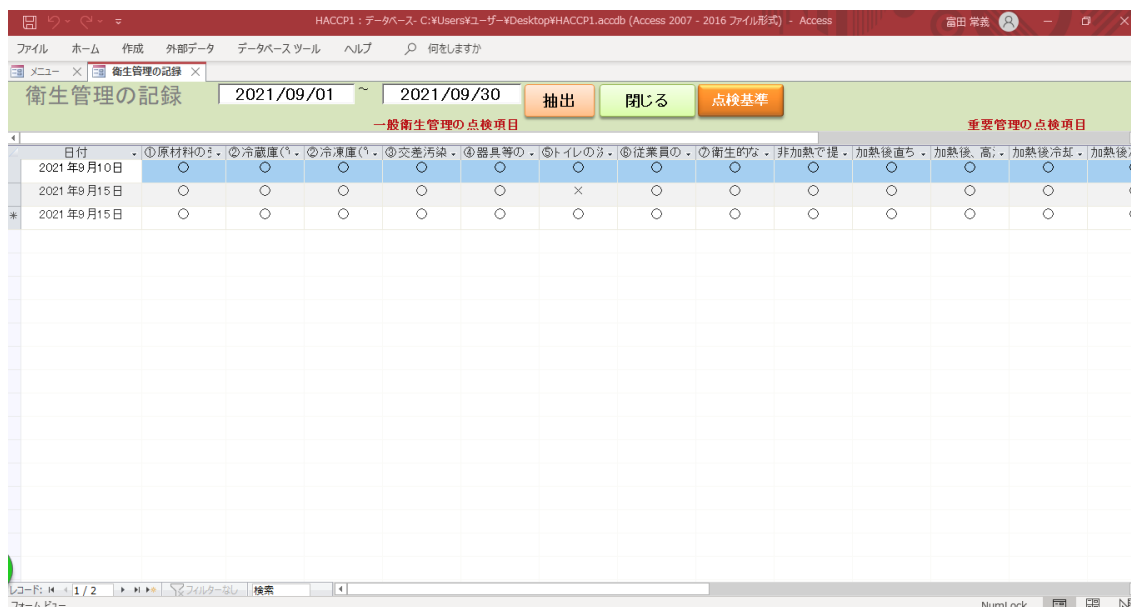 HACCP1 : データベース- C:¥Users¥ユーザー¥Desktop¥HACCP1.accdb (Access 2007 - 2016 ファイル形式) - Access 富田 常義
ファイル ホーム 作成 外部データ データベース ツール ヘルプ 何をしますか
メニュー × 衛生管理の記録 ×
衛生管理の記録 2021/09/01 ~ 2021/09/30 抽出 閉じる 点検基準
一般衛生管理の点検項目 重要管理の点検項目
日付 ①原材料の ②冷蔵庫( ②冷凍庫( ③交差汚染 ④器具等の ⑤トイレの ⑥従業員の ⑦衛生的な 非加熱で提 加熱後直ち 加熱後、高 加熱後冷却 加熱後
2021年9月10日 ○ ○ ○ ○ ○ ○ ○ ○ ○ ○ ○ ○
2021年9月15日 ○ ○ ○ ○ ○ × ○ ○ ○ ○ ○ ○
* 2021年9月15日 ○ ○ ○ ○ ○ ○ ○ ○ ○ ○ ○ ○
レコード: 1 / 2 フィルターなし 検索
フォーム ビュー NumLock